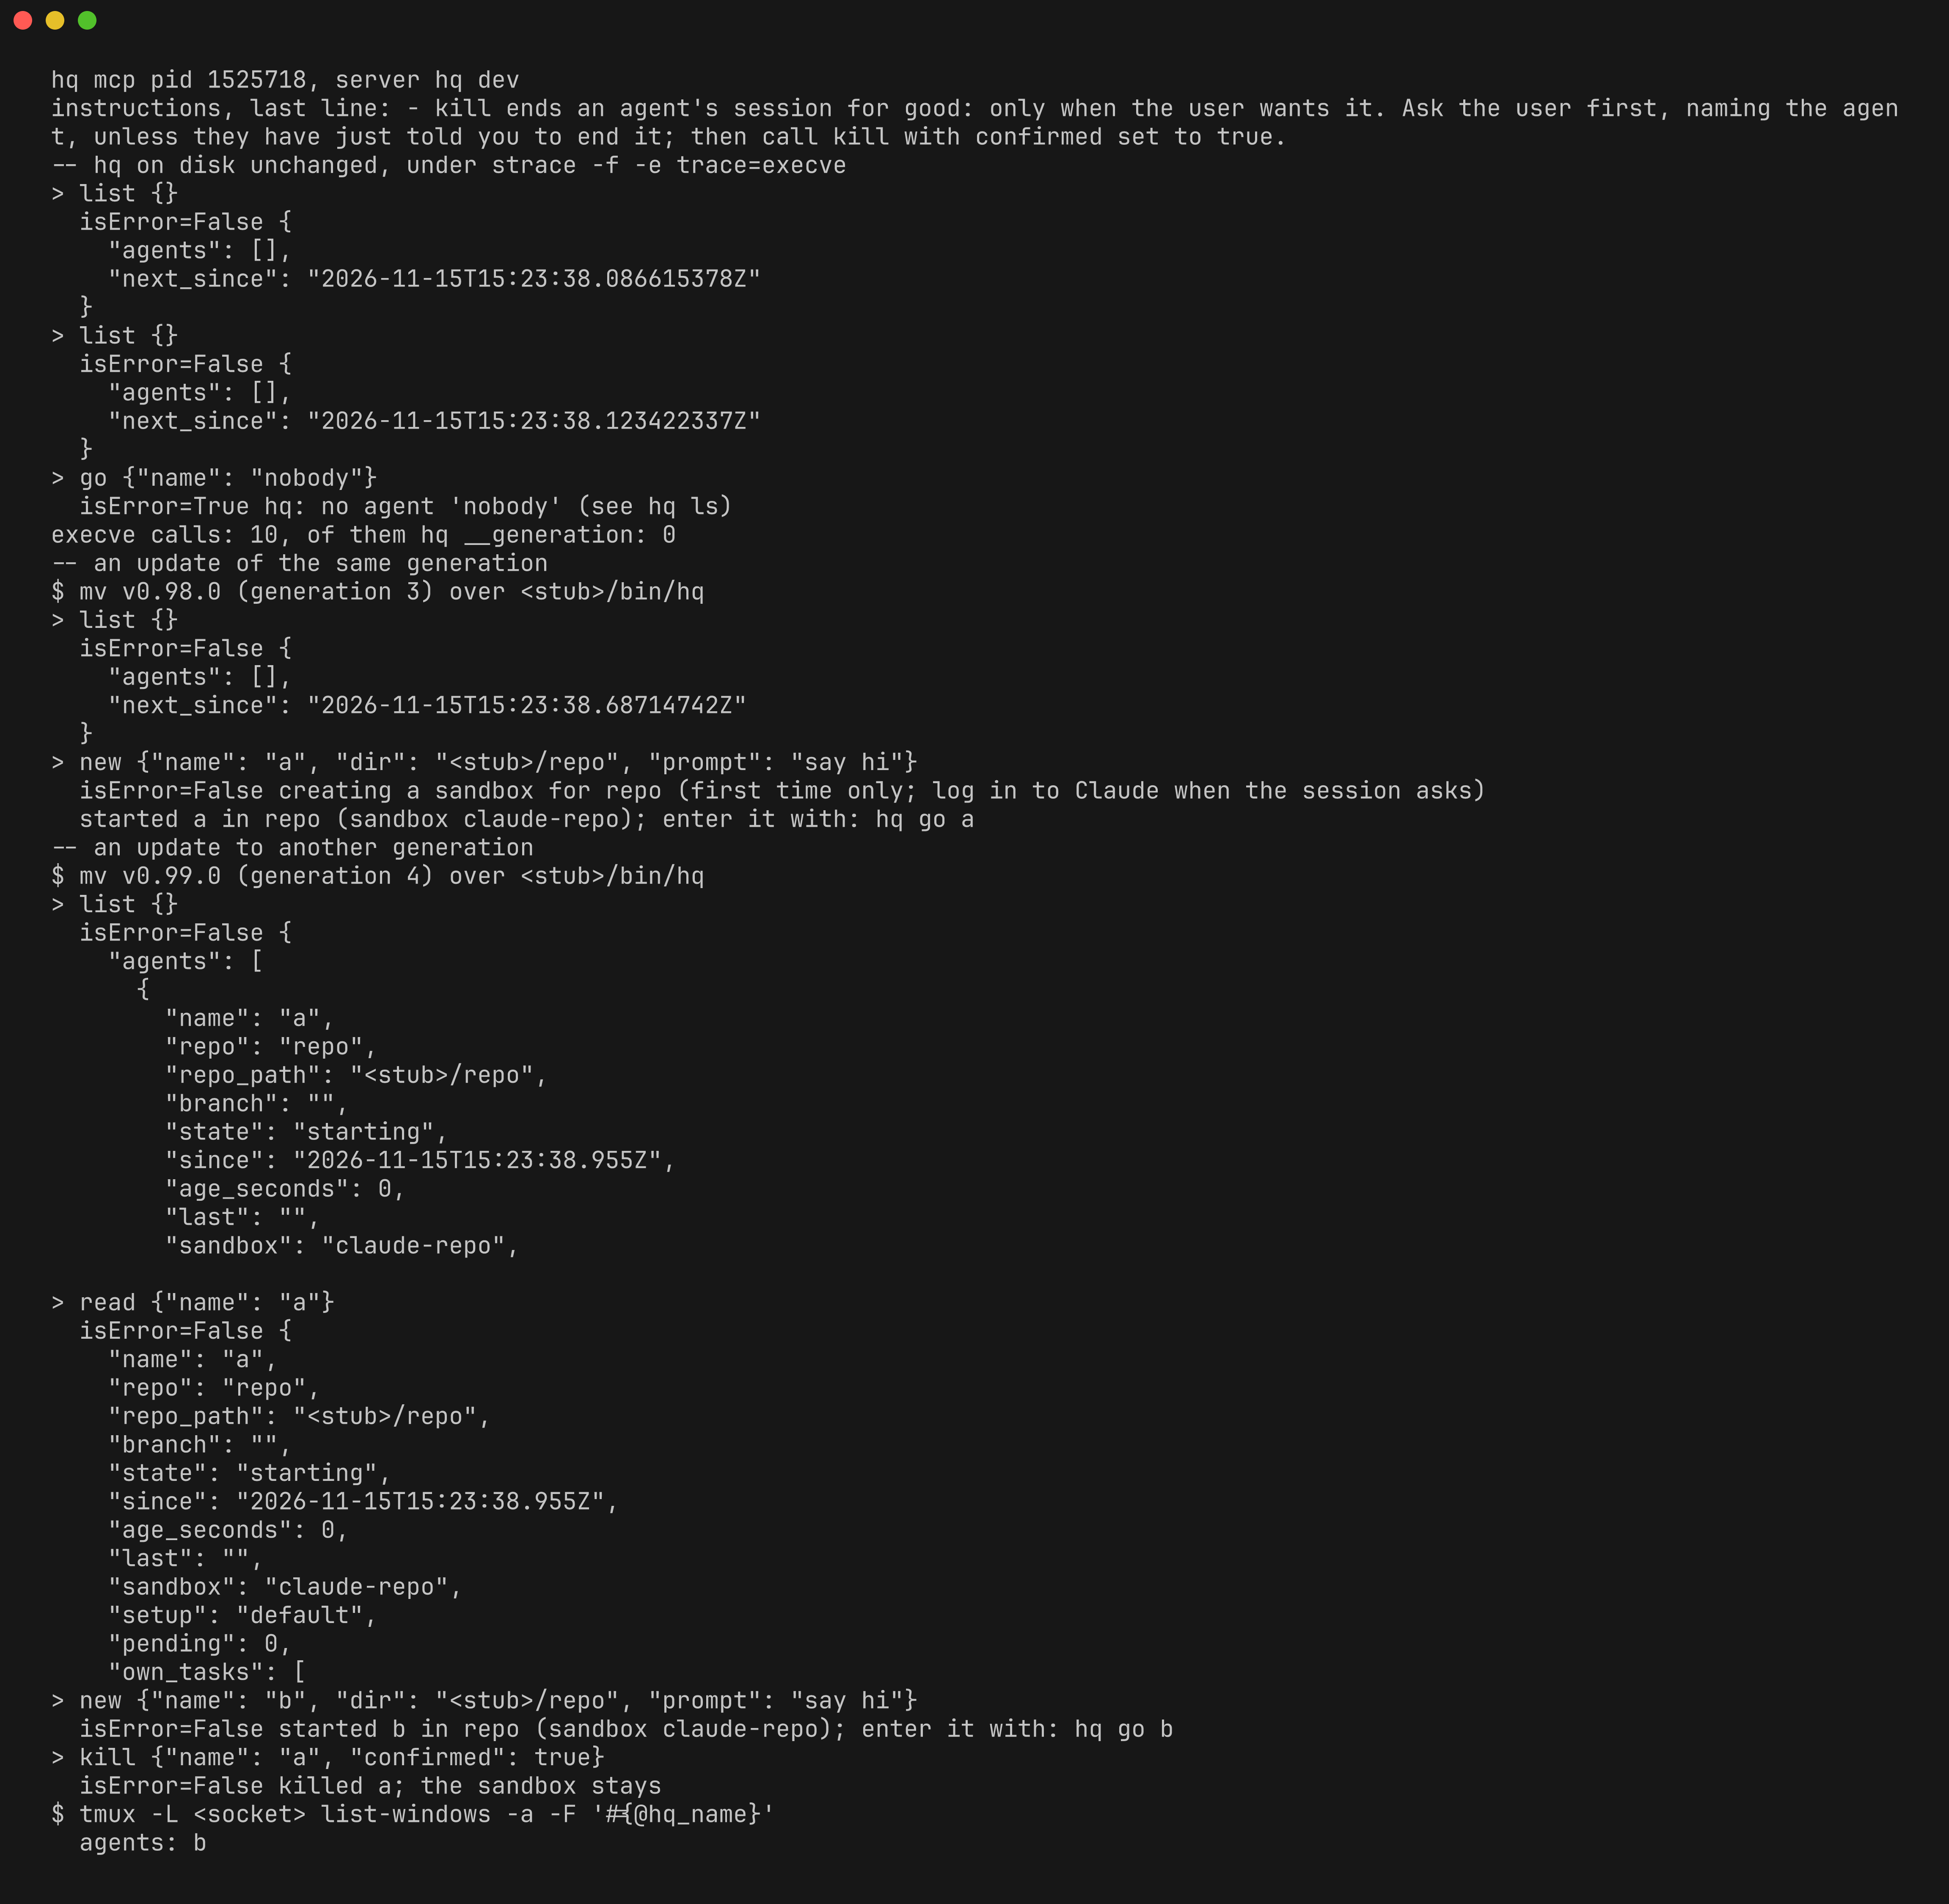 hq mcp pid 1525718, server hq dev
instructions, last line: - kill ends an agent's session for good: only when the user wants it. Ask the user first, naming the agen
t, unless they have just told you to end it; then call kill with confirmed set to true.
-- hq on disk unchanged, under strace -f -e trace=execve
> list {}
  isError=False {
    "agents": [],
    "next_since": "2026-11-15T15:23:38.086615378Z"
  }
> list {}
  isError=False {
    "agents": [],
    "next_since": "2026-11-15T15:23:38.123422337Z"
  }
> go {"name": "nobody"}
  isError=True hq: no agent 'nobody' (see hq ls)
execve calls: 10, of them hq __generation: 0
-- an update of the same generation
$ mv v0.98.0 (generation 3) over <stub>/bin/hq
> list {}
  isError=False {
    "agents": [],
    "next_since": "2026-11-15T15:23:38.68714742Z"
  }
> new {"name": "a", "dir": "<stub>/repo", "prompt": "say hi"}
  isError=False creating a sandbox for repo (first time only; log in to Claude when the session asks)
  started a in repo (sandbox claude-repo); enter it with: hq go a
-- an update to another generation
$ mv v0.99.0 (generation 4) over <stub>/bin/hq
> list {}
  isError=False {
    "agents": [
      {
        "name": "a",
        "repo": "repo",
        "repo_path": "<stub>/repo",
        "branch": "",
        "state": "starting",
        "since": "2026-11-15T15:23:38.955Z",
        "age_seconds": 0,
        "last": "",
        "sandbox": "claude-repo",

> read {"name": "a"}
  isError=False {
    "name": "a",
    "repo": "repo",
    "repo_path": "<stub>/repo",
    "branch": "",
    "state": "starting",
    "since": "2026-11-15T15:23:38.955Z",
    "age_seconds": 0,
    "last": "",
    "sandbox": "claude-repo",
    "setup": "default",
    "pending": 0,
    "own_tasks": [
> new {"name": "b", "dir": "<stub>/repo", "prompt": "say hi"}
  isError=False started b in repo (sandbox claude-repo); enter it with: hq go b
> kill {"name": "a", "confirmed": true}
  isError=False killed a; the sandbox stays
$ tmux -L <socket> list-windows -a -F '#{@hq_name}'
  agents: b